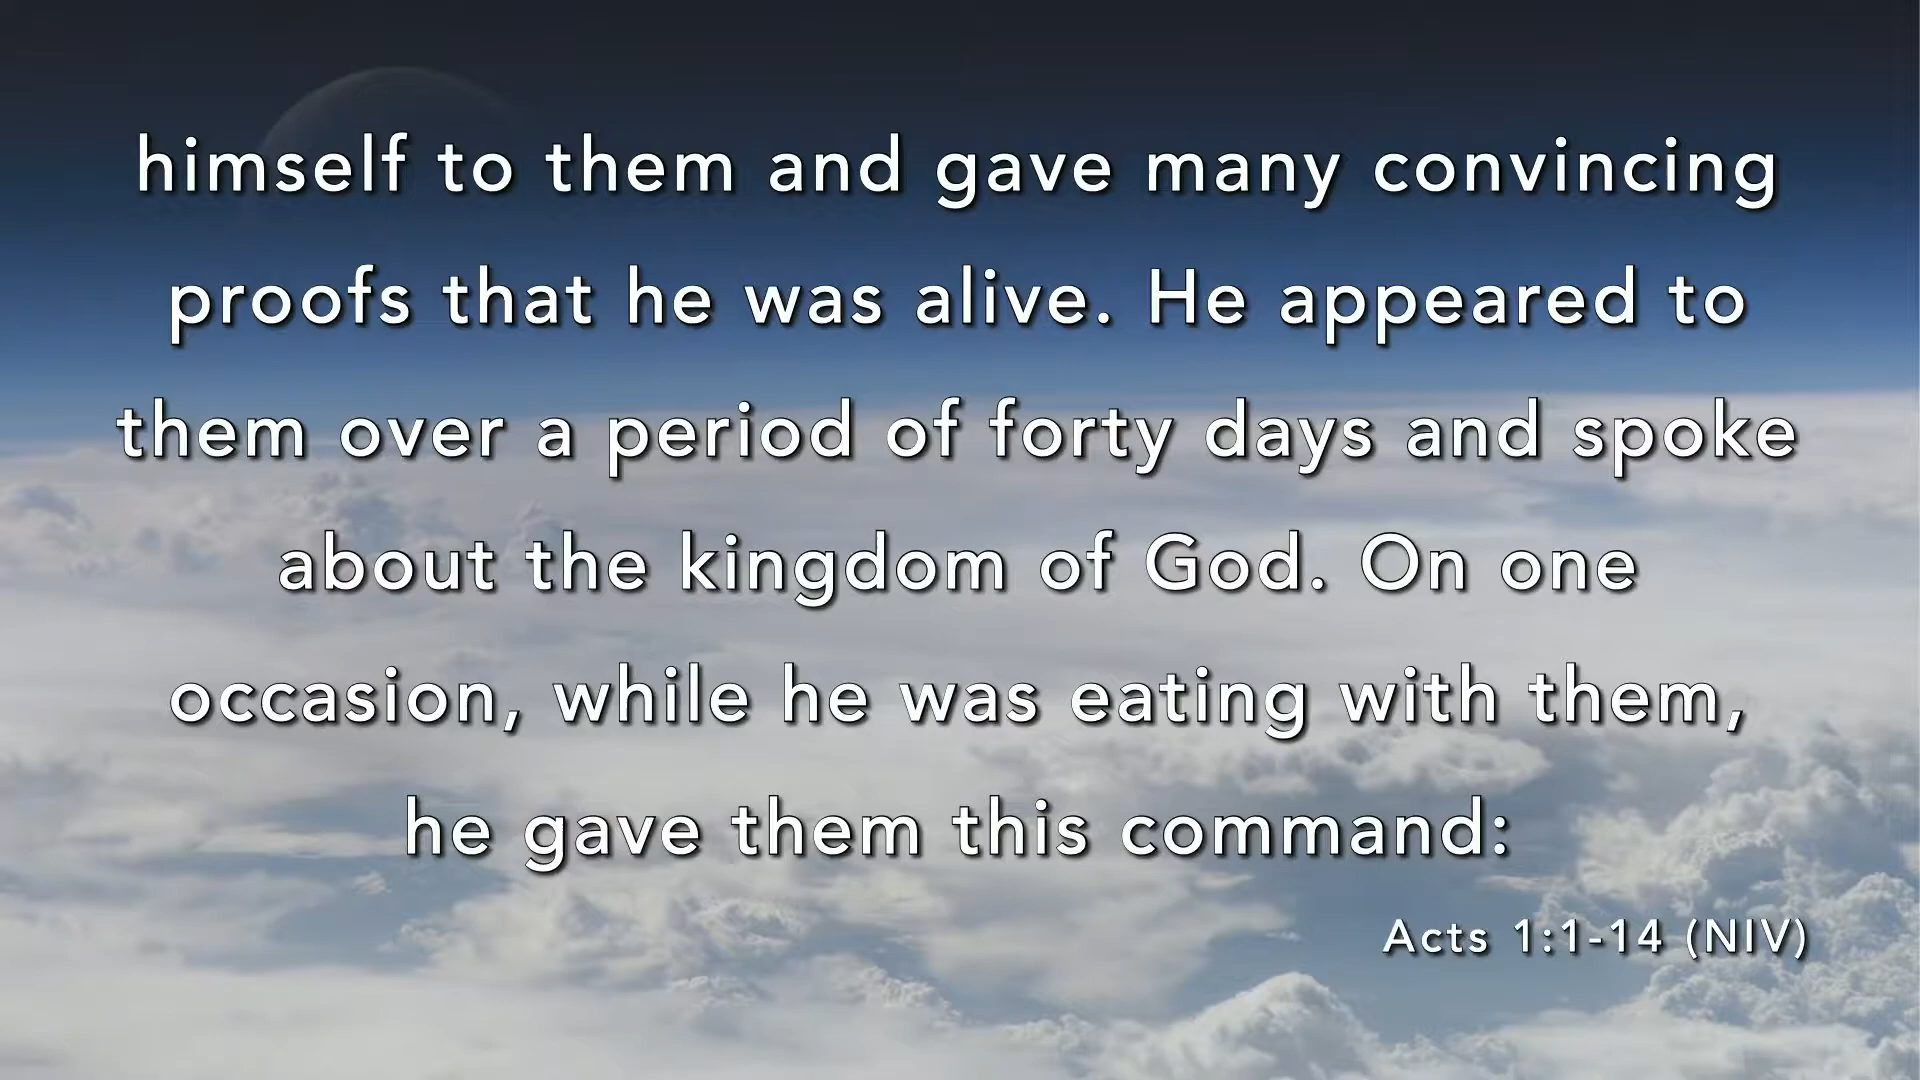 himself to them and gave many convincing
proofs that he was alive. He appeared to
them over a period of forty days and spoke
about the kingdom of God. On one
occasion, while he was eating with them,
he gave them this command:
Acts 1:1-14 (NIV)